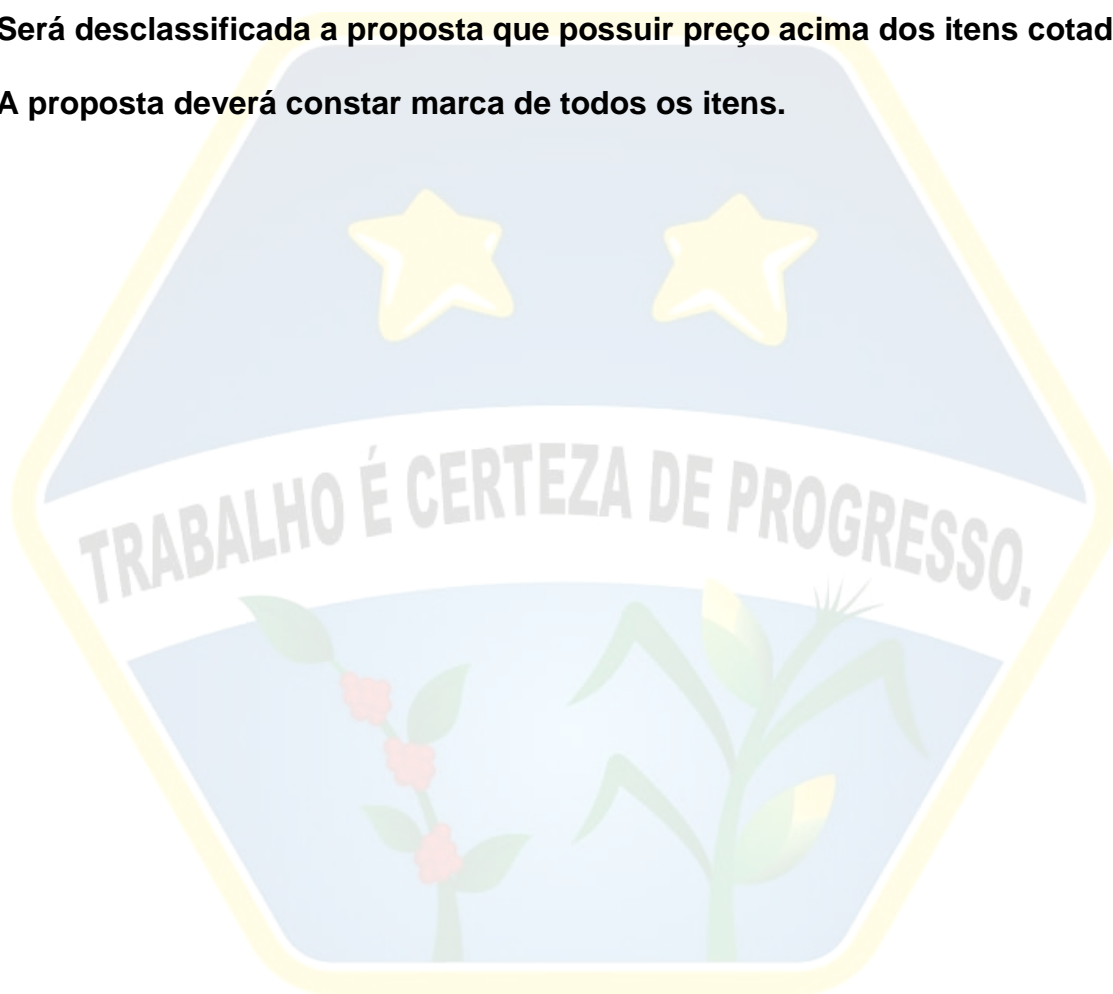 Será desclassificada a proposta que possuir preço acima dos itens
A proposta deverá constar marca de todos os itens.
TRABALHO É CERTEZA DE PROGRESSO.